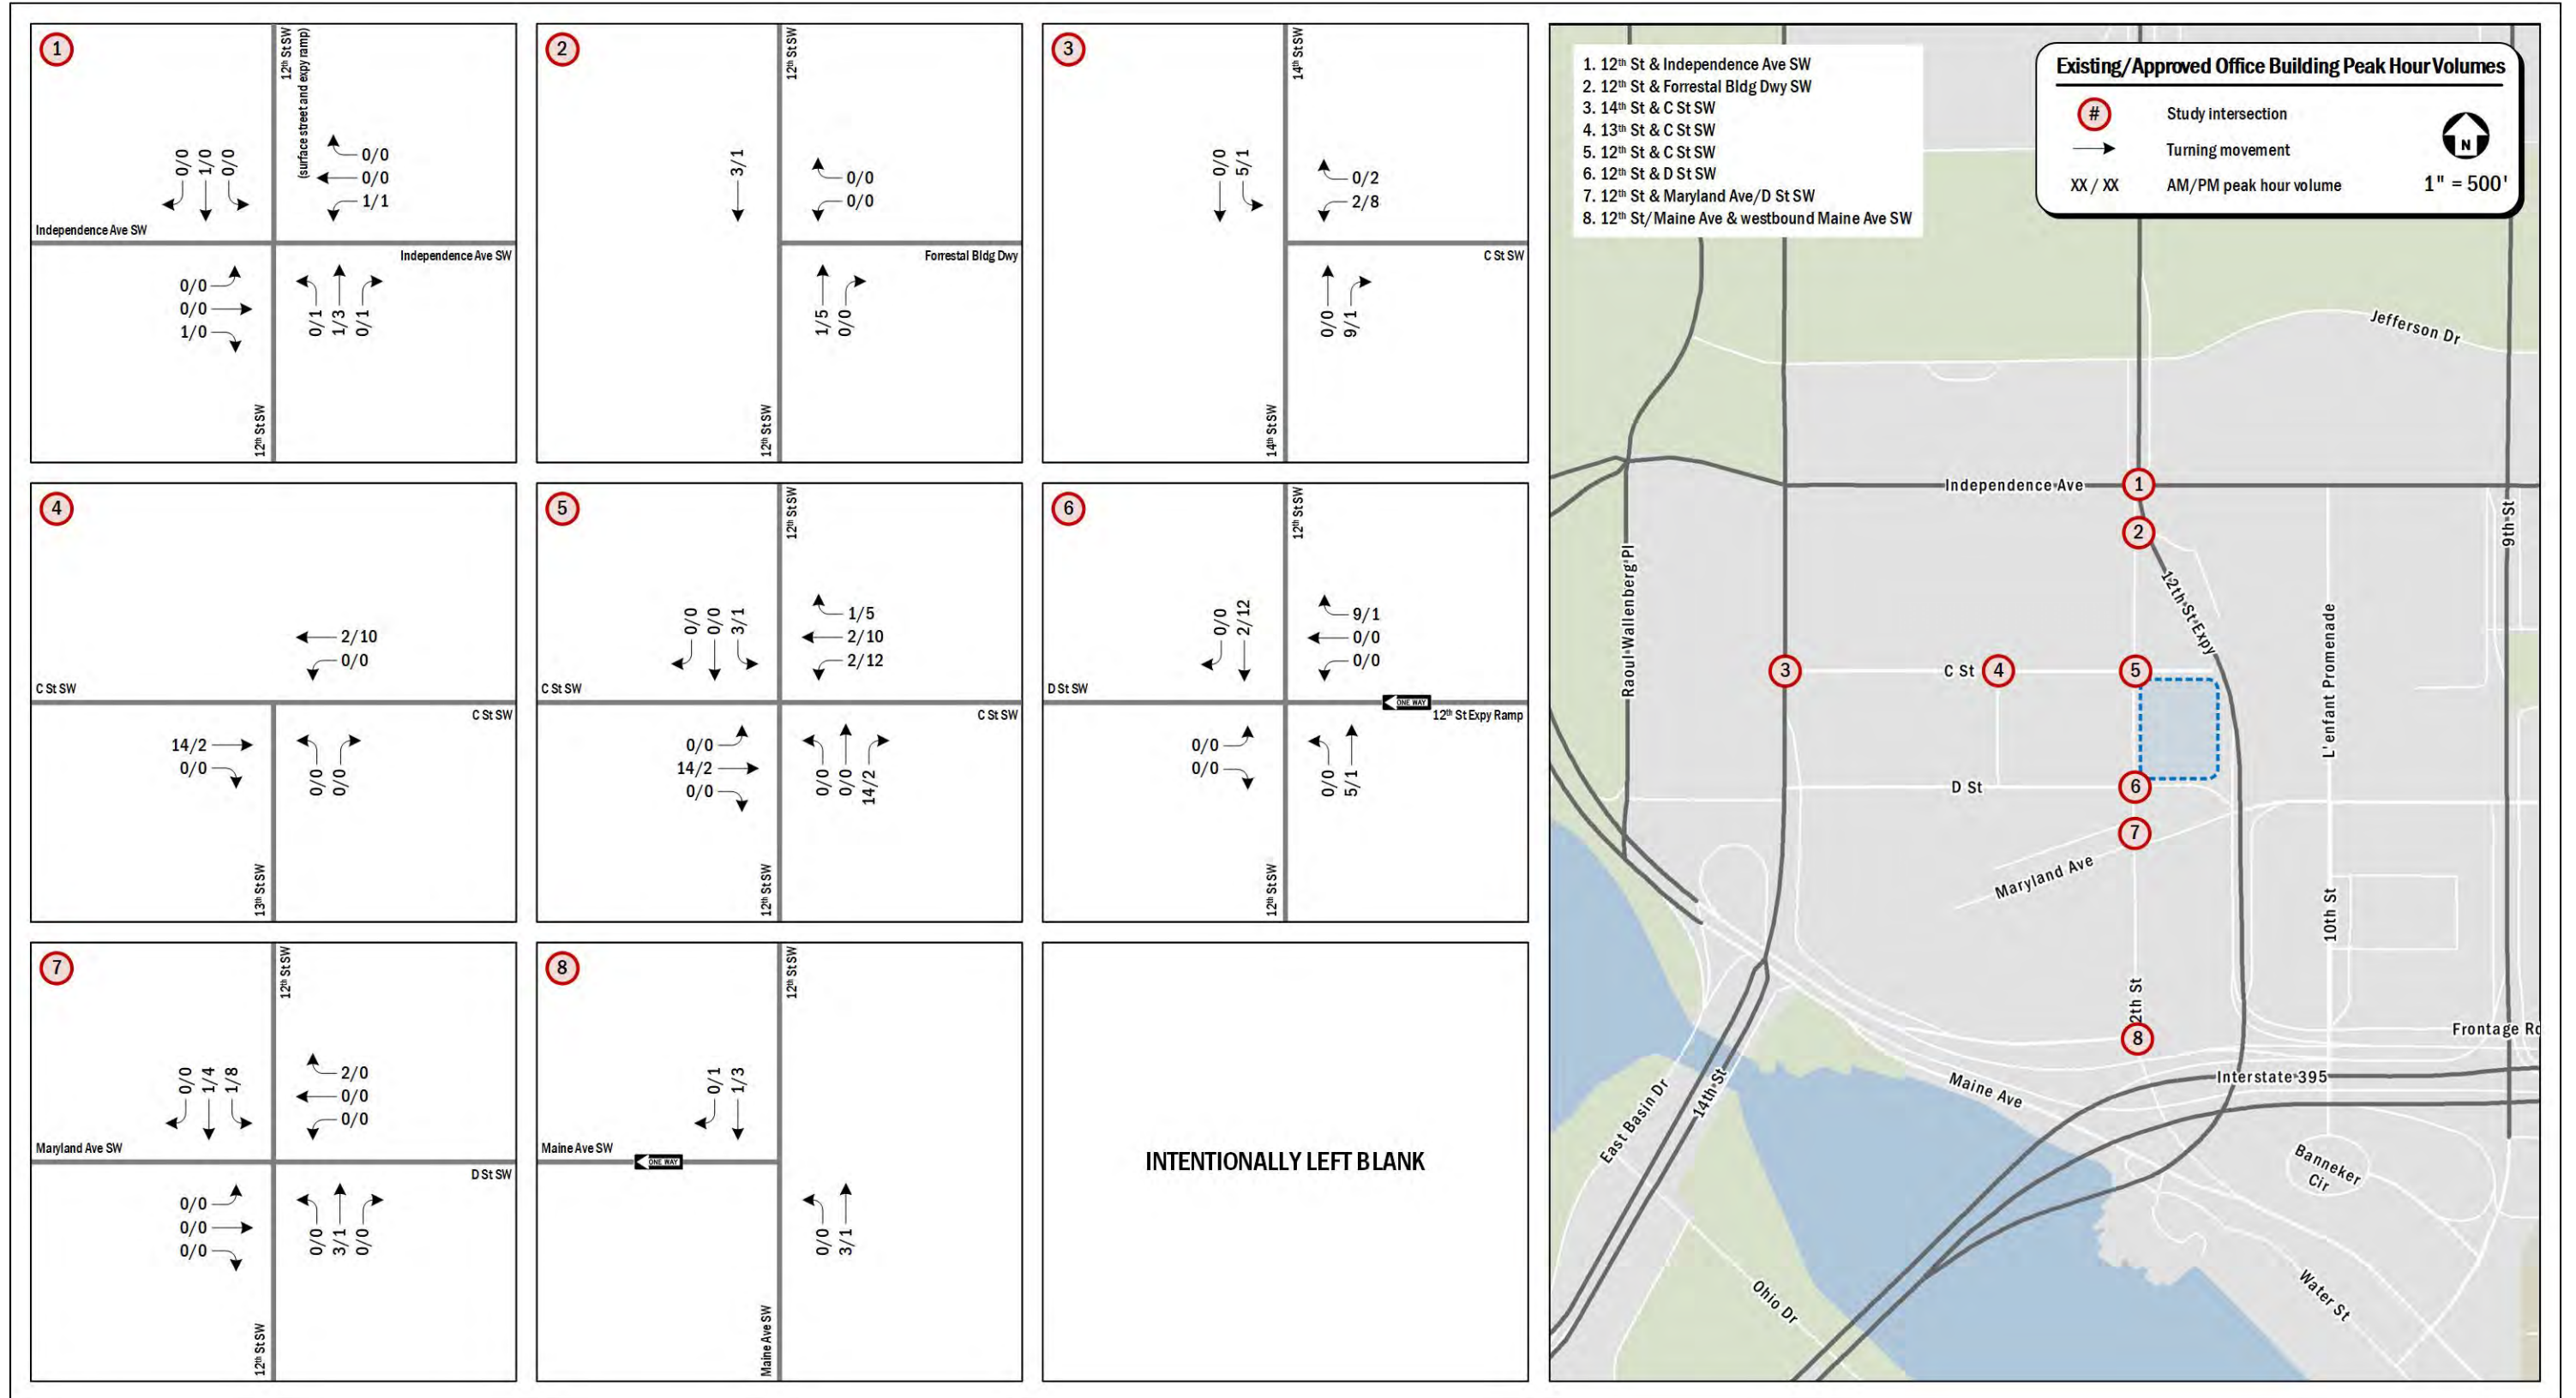 1
12th St SW
(surface street and expy ramp)
0/0
1/0
0/0
0/0
0/0
1/1
Independence Ave SW
Independence Ave SW
0/0
0/0
1/0
0/1
1/3
0/1
12th St SW
2
12th St SW
3/1
0/0
0/0
Forrestal Bldg Dwy
1/5
0/0
12th St SW
3
14th St SW
0/0
5/1
0/2
2/8
C St SW
0/0
9/1
14th St SW
4
2/10
0/0
C St SW
C St SW
14/2
0/0
0/0
0/0
13th St SW
5
12th St SW
0/0
0/0
3/1
1/5
2/10
2/12
C St SW
C St SW
0/0
14/2
0/0
0/0
0/0
14/2
12th St SW
6
12th St SW
0/0
2/12
9/1
0/0
0/0
D St SW
ONE WAY
12th St Expy Ramp
0/0
0/0
0/0
5/1
12th St SW
7
12th St SW
0/0
1/4
1/8
2/0
0/0
0/0
Maryland Ave SW
D St SW
0/0
0/0
0/0
0/0
3/1
0/0
12th St SW
8
12th St SW
0/1
1/3
Maine Ave SW
ONE WAY
0/0
3/1
Maine Ave SW
INTENTIONALLY LEFT BLANK
1. 12th St & Independence Ave SW
2. 12th St & Forrestal Bldg Dwy SW
3. 14th St & C St SW
4. 13th St & C St SW
5. 12th St & C St SW
6. 12th St & D St SW
7. 12th St & Maryland Ave/D St SW
8. 12th St/Maine Ave & westbound Maine Ave SW
Existing/Approved Office Building Peak Hour Volumes
# Study intersection
Turning movement
XX / XX AM/PM peak hour volume
N
1" = 500'
Jefferson Dr
Independence Ave
1
2
9th St
Raoul Wallenberg Pl
12th St Expy
L'enfant Promenade
3
C St
4
5
D St
6
7
Maryland Ave
10th St
2th St
8
Frontage Rd
Interstate 395
Maine Ave
East Basin Dr
14th St
Banneker
Cir
Water St
Ohio Dr